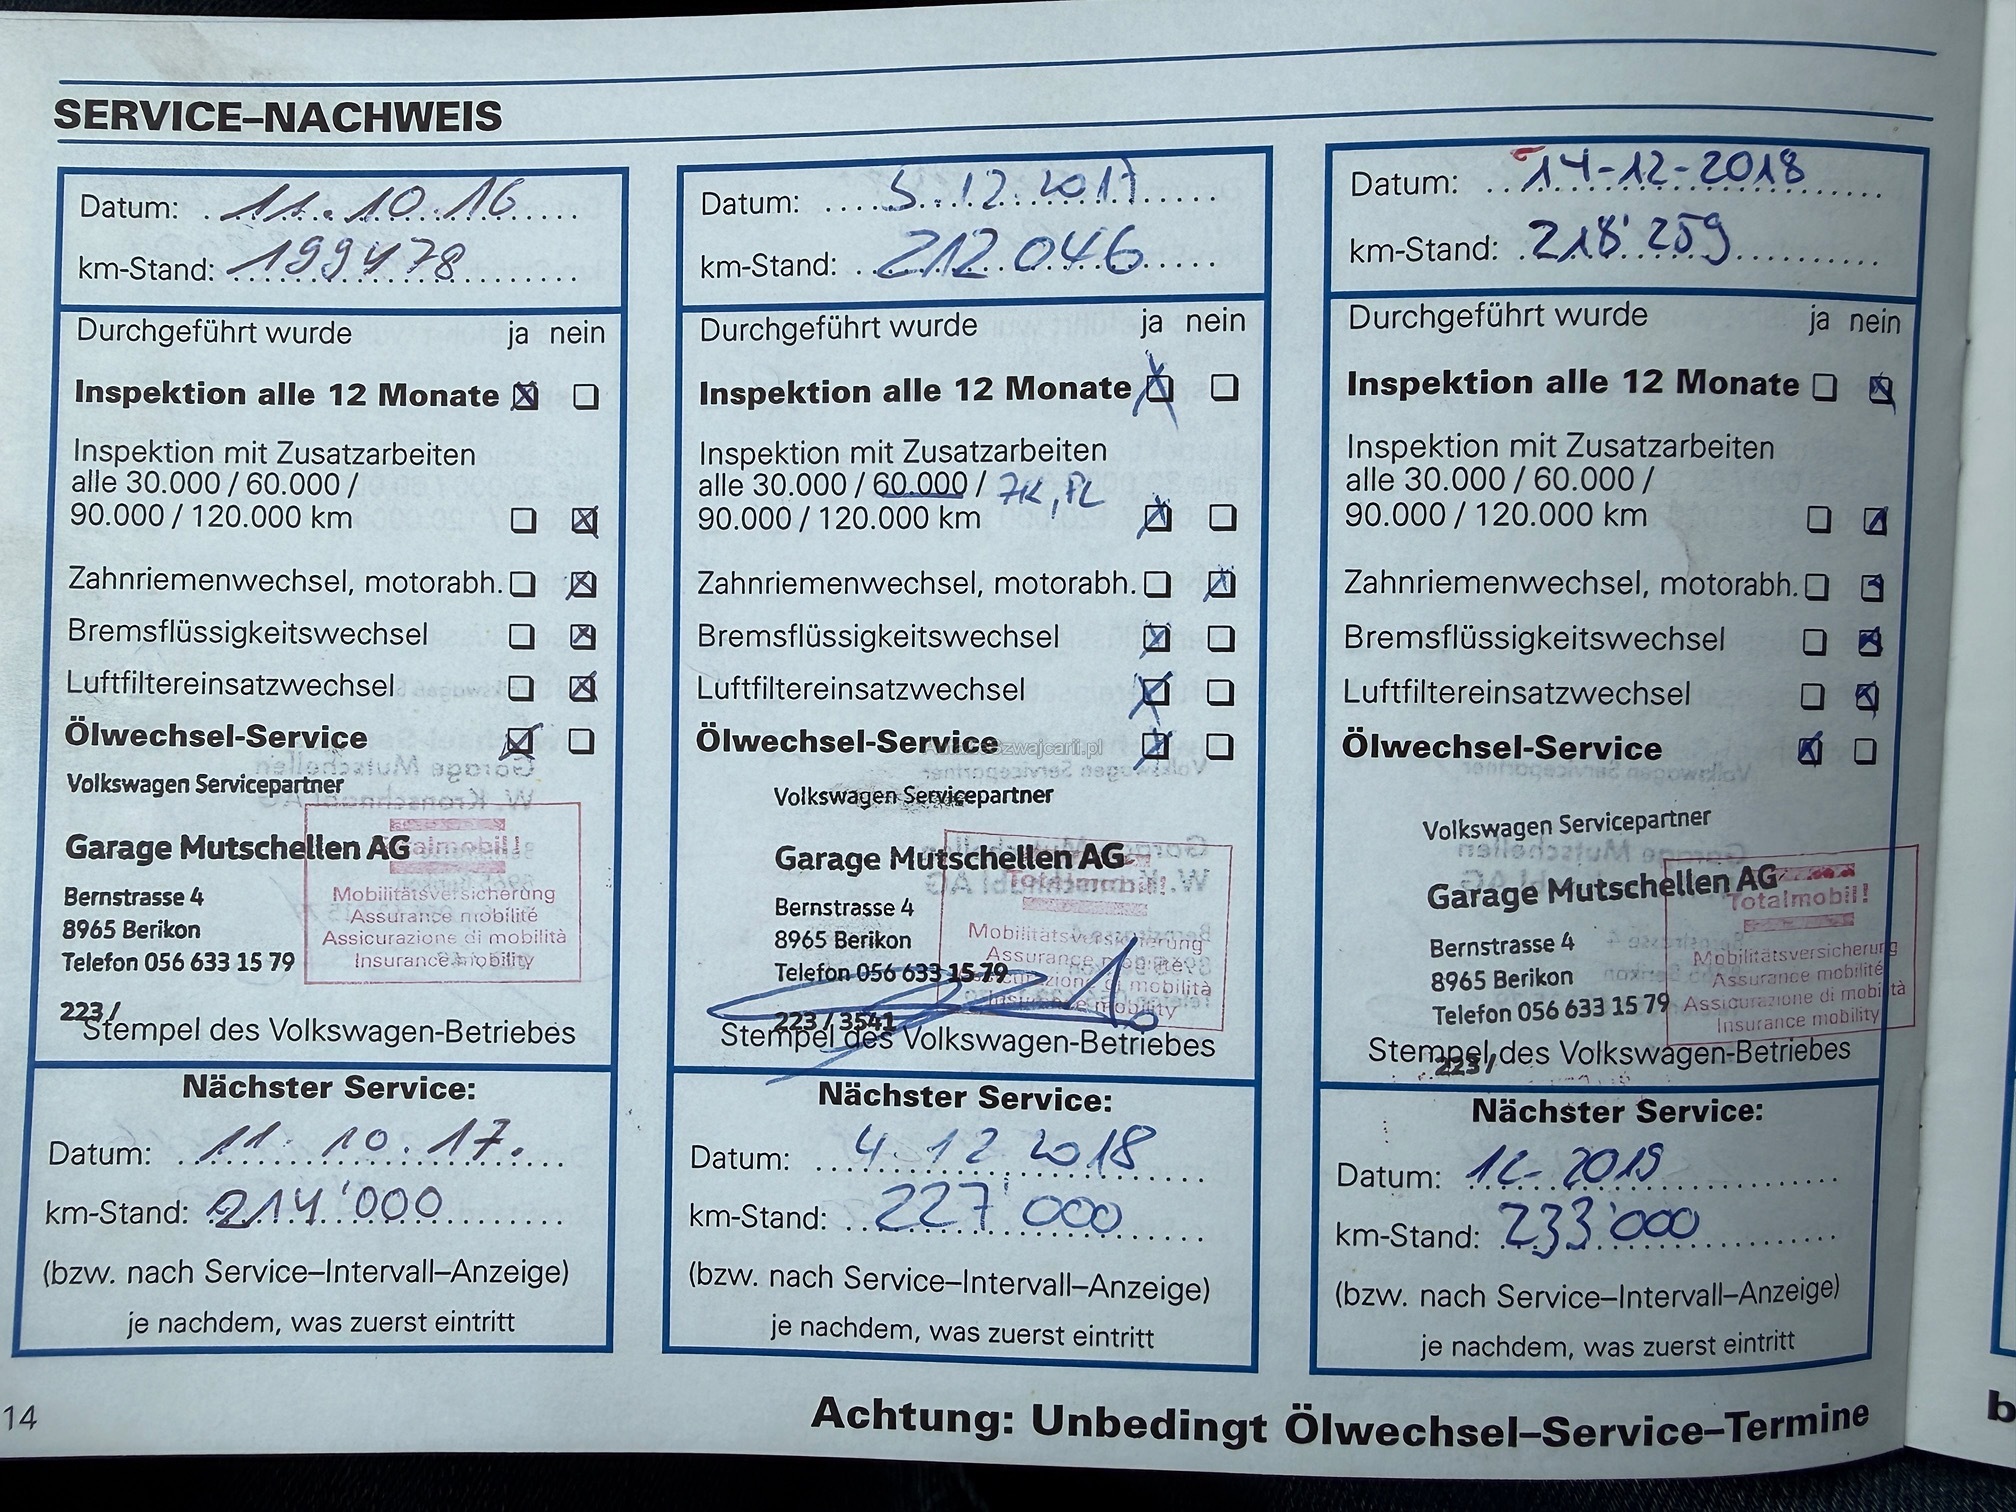 SERVICE–NACHWEIS
Datum: 11.10.16
km-Stand: 199478
Durchgeführt wurde ja nein
Inspektion alle 12 Monate
Inspektion mit Zusatzarbeiten
alle 30.000 / 60.000 /
90.000 / 120.000 km
Zahnriemenwechsel, motorabh.
Bremsflüssigkeitswechsel
Luftfiltereinsatzwechsel
Ölwechsel-Service
Volkswagen Servicepartner
Garage Mutschellen AG
Bernstrasse 4
8965 Berikon
Telefon 056 633 15 79
223 /
Totalmobil!
Mobilitätsversicherung
Assurance mobilité
Assicurazione di mobilità
Insurance mobility
Stempel des Volkswagen-Betriebes
Nächster Service:
Datum: 11.10.17.
km-Stand: 214'000
(bzw. nach Service–Intervall–Anzeige)
je nachdem, was zuerst eintritt
Datum: 5.12.2017
km-Stand: 212046
Durchgeführt wurde ja nein
Inspektion alle 12 Monate
Inspektion mit Zusatzarbeiten
alle 30.000 / 60.000 /
90.000 / 120.000 km
Zahnriemenwechsel, motorabh.
Bremsflüssigkeitswechsel
Luftfiltereinsatzwechsel
Ölwechsel-Service
Volkswagen Servicepartner
Garage Mutschellen AG
Bernstrasse 4
8965 Berikon
Telefon 056 633 15 79
223 / 3541
Totalmobil!
Mobilitätsversicherung
Assurance mobilité
Assicurazione di mobilità
Insurance mobility
Stempel des Volkswagen-Betriebes
Nächster Service:
Datum: 4.12.2018
km-Stand: 227'000
(bzw. nach Service–Intervall–Anzeige)
je nachdem, was zuerst eintritt
Datum: 14-12-2018
km-Stand: 218'259
Durchgeführt wurde ja nein
Inspektion alle 12 Monate
Inspektion mit Zusatzarbeiten
alle 30.000 / 60.000 /
90.000 / 120.000 km
Zahnriemenwechsel, motorabh.
Bremsflüssigkeitswechsel
Luftfiltereinsatzwechsel
Ölwechsel-Service
Volkswagen Servicepartner
Garage Mutschellen AG
Bernstrasse 4
8965 Berikon
Telefon 056 633 15 79
223 /
Totalmobil!
Mobilitätsversicherung
Assurance mobilité
Assicurazione di mobilità
Insurance mobility
Stempel des Volkswagen-Betriebes
Nächster Service:
Datum: 12-2019
km-Stand: 233'000
(bzw. nach Service–Intervall–Anzeige)
je nachdem, was zuerst eintritt
14
Achtung: Unbedingt Ölwechsel–Service–Termine